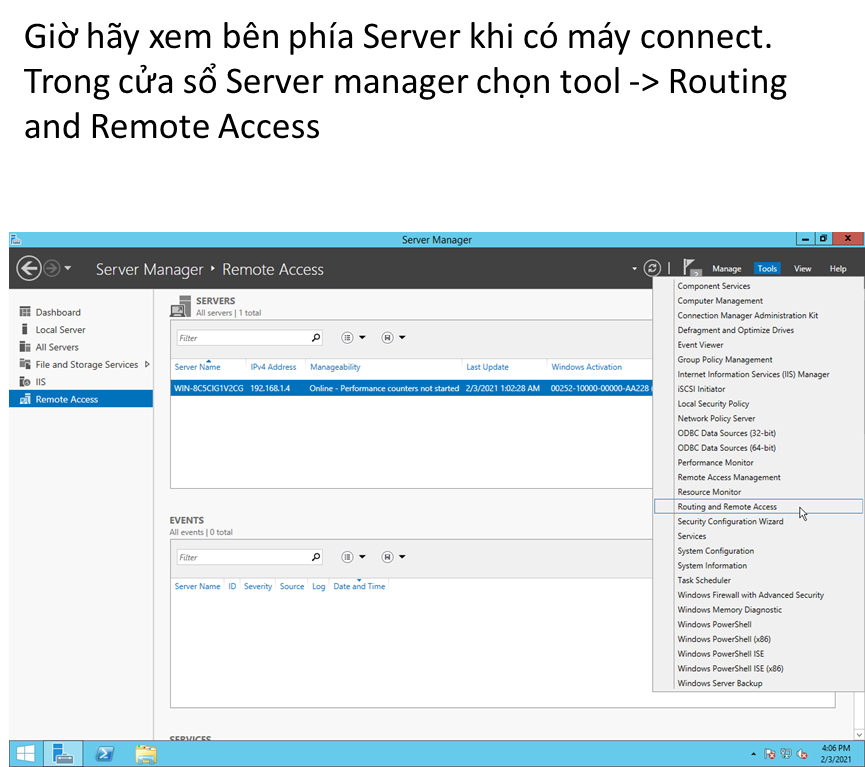 Giờ hãy xem bên phía Server khi có máy connect.
Trong cửa sổ Server manager chọn tool -> Routing
and Remote Access
Server Manager
Server Manager ‣ Remote Access
Manage Tools View Help
Dashboard
Local Server
All Servers
File and Storage Services
IIS
Remote Access
SERVERS
All servers | 1 total
Filter
Server Name IPv4 Address Manageability Last Update Windows Activation
WIN-8C5CIG1V2CG 192.168.1.4 Online - Performance counters not started 2/3/2021 1:02:28 AM 00252-10000-00000-AA228
EVENTS
All events | 0 total
Filter
Server Name ID Severity Source Log Date and Time
SERVICES
Component Services
Computer Management
Connection Manager Administration Kit
Defragment and Optimize Drives
Event Viewer
Group Policy Management
Internet Information Services (IIS) Manager
iSCSI Initiator
Local Security Policy
Network Policy Server
ODBC Data Sources (32-bit)
ODBC Data Sources (64-bit)
Performance Monitor
Remote Access Management
Resource Monitor
Routing and Remote Access
Security Configuration Wizard
Services
System Configuration
System Information
Task Scheduler
Windows Firewall with Advanced Security
Windows Memory Diagnostic
Windows PowerShell
Windows PowerShell (x86)
Windows PowerShell ISE
Windows PowerShell ISE (x86)
Windows Server Backup
4:06 PM
2/3/2021